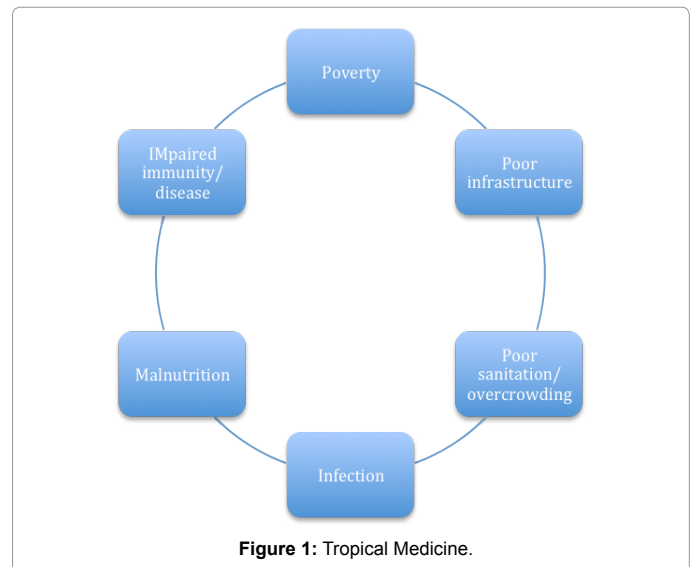 Poverty
Poor
infrastructure
Poor
sanitation/
overcrowding
Infection
Malnutrition
IMpaired
immunity/
disease
Figure 1: Tropical Medicine.